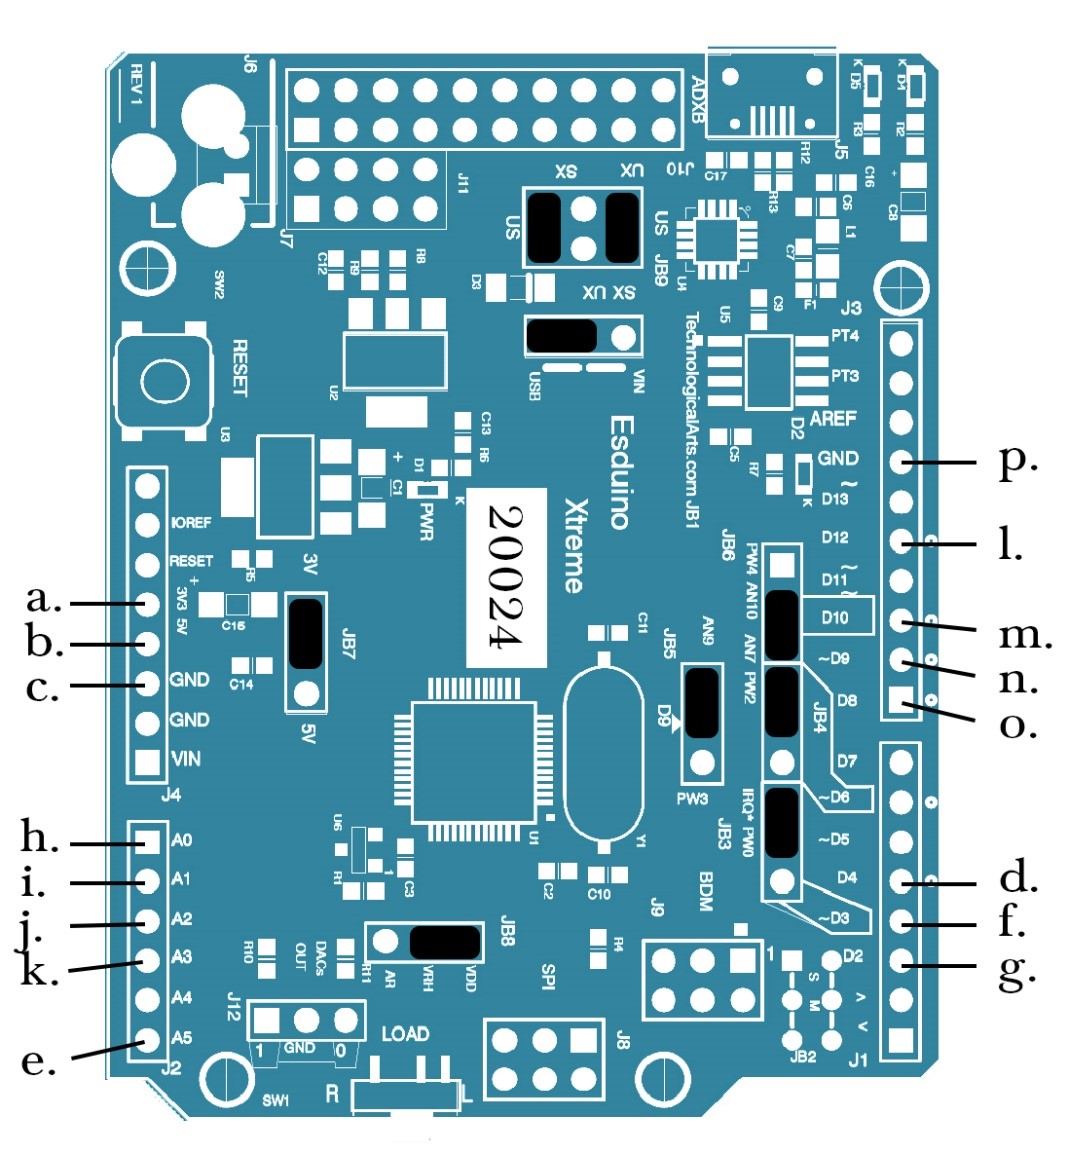 REV 1
J6
ADXB
K D5
K D4
R3
R2
J5
R12
C17
J10
R13
C16
C6
C8
+
L1
C7
F1
J11
J7
SX
UX
US
US
JB9
U4
UX
SX
C12
R9
R8
D3
C9
U5
J3
SW2
RESET
U3
U2
USB
VIN
TechnologicalArts.com
JB1
PT4
PT3
AREF
GND
~
D13
D12
~
D11
~
D10
~D9
D8
D7
~D6
~D5
D4
~D3
D2
>
<
J1
D2
K
C5
R7
C13
R6
D1
K
PWR
+
C1
Esduino
Xtreme
20024
IOREF
RESET
3V3
5V
GND
GND
VIN
J4
R5
+
C15
C14
3V
JB7
5V
C11
JB6
PW4
AN10
AN7
PW2
JB4
JB5
AN9
D9
PW3
IRQ*
PW0
JB3
A0
A1
A2
A3
A4
A5
J2
U6
R1
1
C3
U1
Y1
C2
C10
BDM
J9
1
S
M
JB2
R10
DACs
OUT
R11
AR
VRH
VDD
JB8
SPI
R4
J12
1
GND
0
LOAD
SW1
R
L
J8
a.
b.
c.
h.
i.
j.
k.
e.
p.
l.
m.
n.
o.
d.
f.
g.